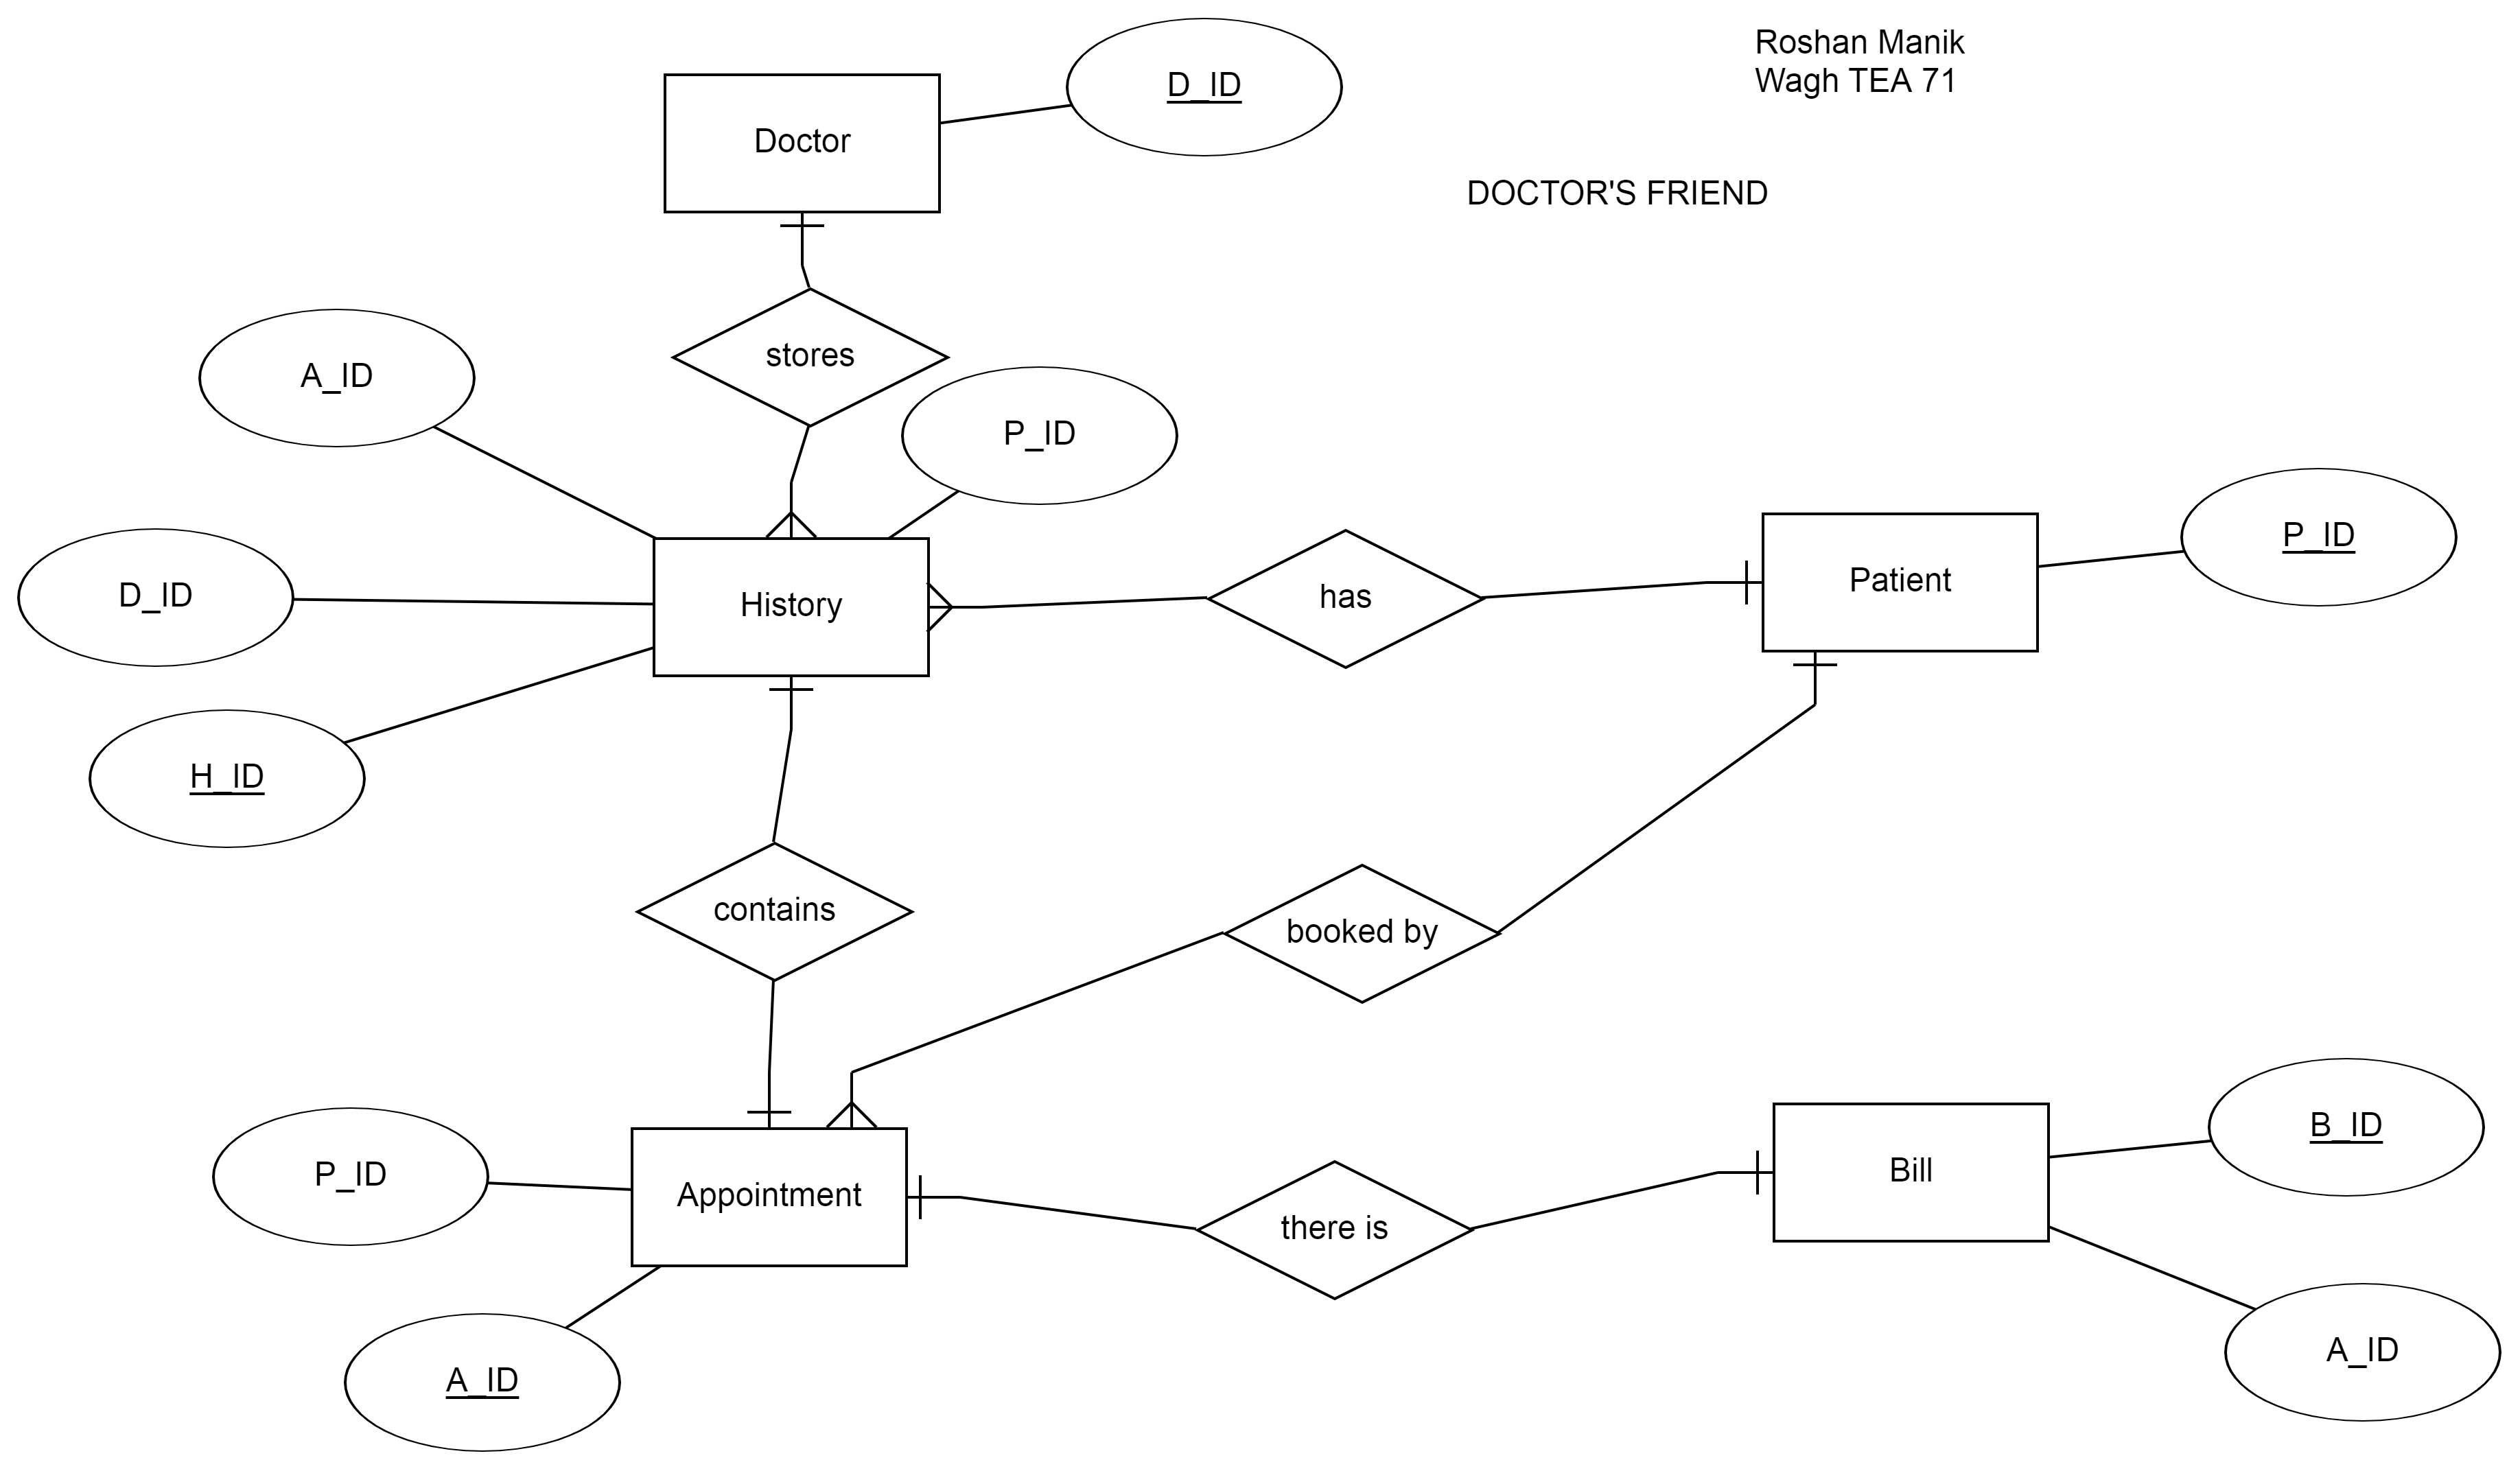 Roshan Manik
Wagh TEA 71
D_ID
Doctor
DOCTOR'S FRIEND
stores
A_ID
P_ID
P_ID
Patient
has
D_ID
History
H_ID
contains
booked by
B_ID
Bill
P_ID
Appointment
there is
A_ID
A_ID